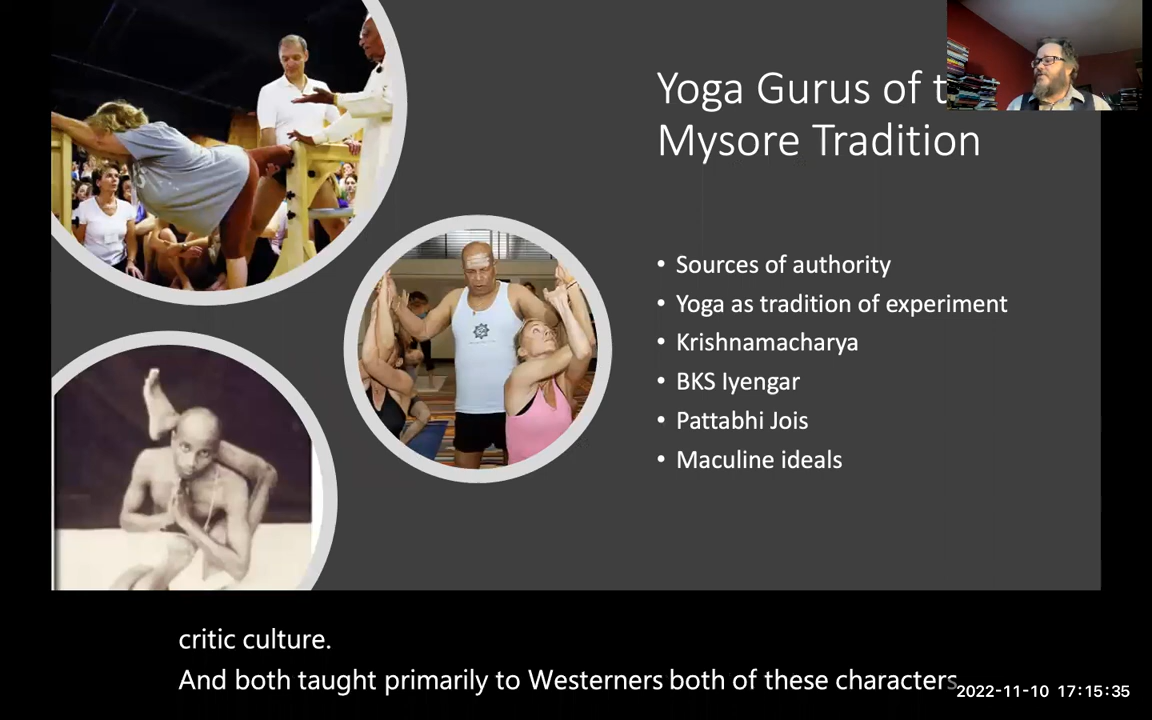 Yoga Gurus of t
Mysore Tradition
• Sources of authority
• Yoga as tradition of experiment
• Krishnamacharya
• BKS Iyengar
• Pattabhi Jois
• Maculine ideals
critic culture.
And both taught primarily to Westerners both of these characters
2022-11-10 17:15:35